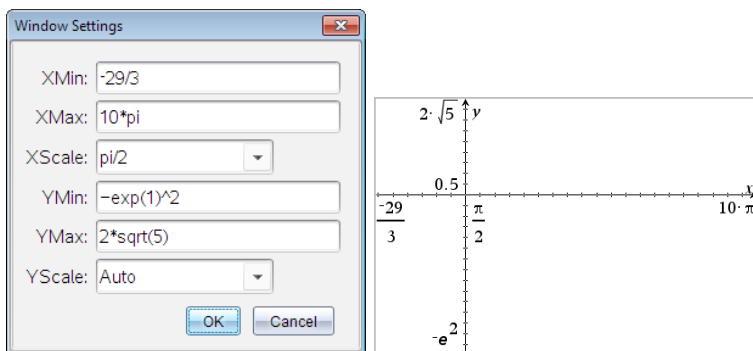 Window Settings
XMin: -29/3
XMax: 10*pi
XScale: pi/2
YMin: −exp(1)^2
YMax: 2*sqrt(5)
YScale: Auto
OK Cancel
2·√5 y
0.5 x
-29/3 π/2 10·π
-e^2